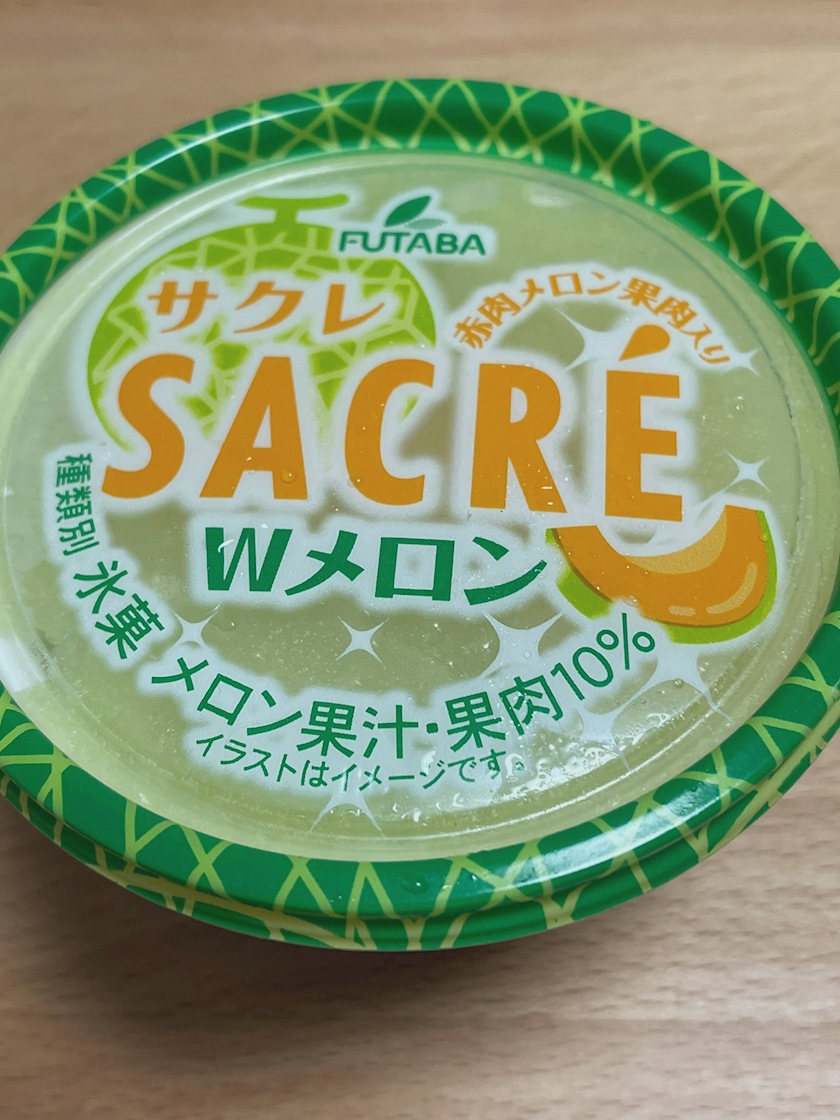 FUTABA
サクレ
赤肉メロン果肉入り
SACRÉ
Wメロン
種類別 氷菓
メロン果汁・果肉10%
イラストはイメージです。